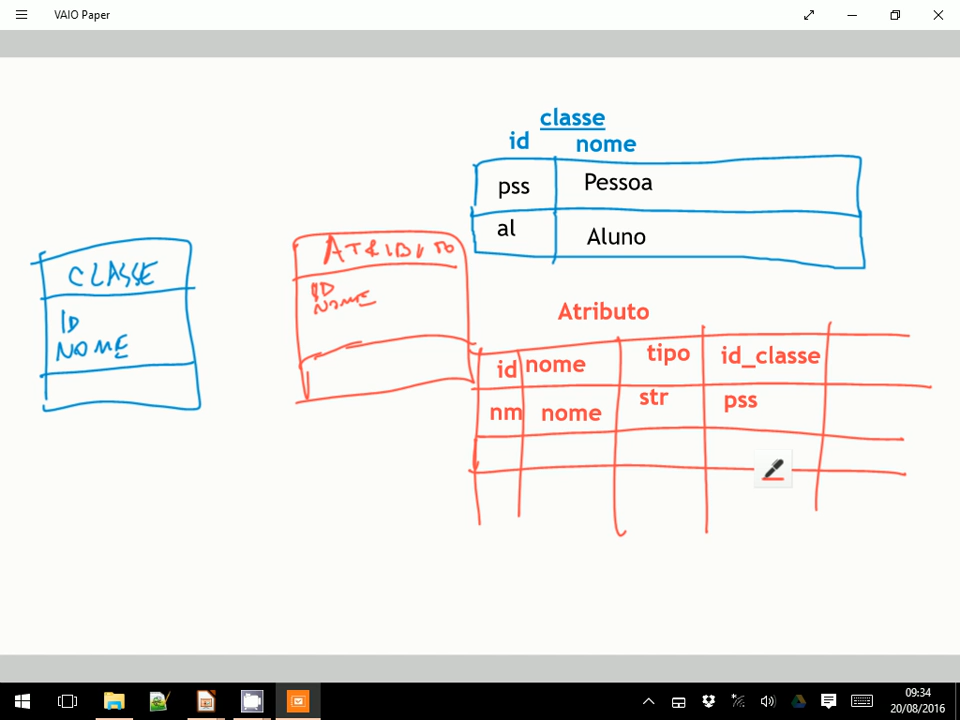 VAIO Paper
classe
id nome
pss Pessoa
al Aluno
CLASSE
ID
NOME
ATRIBUTO
ID
NOME
Atributo
id nome tipo id_classe
nm nome str pss
09:34
20/08/2016